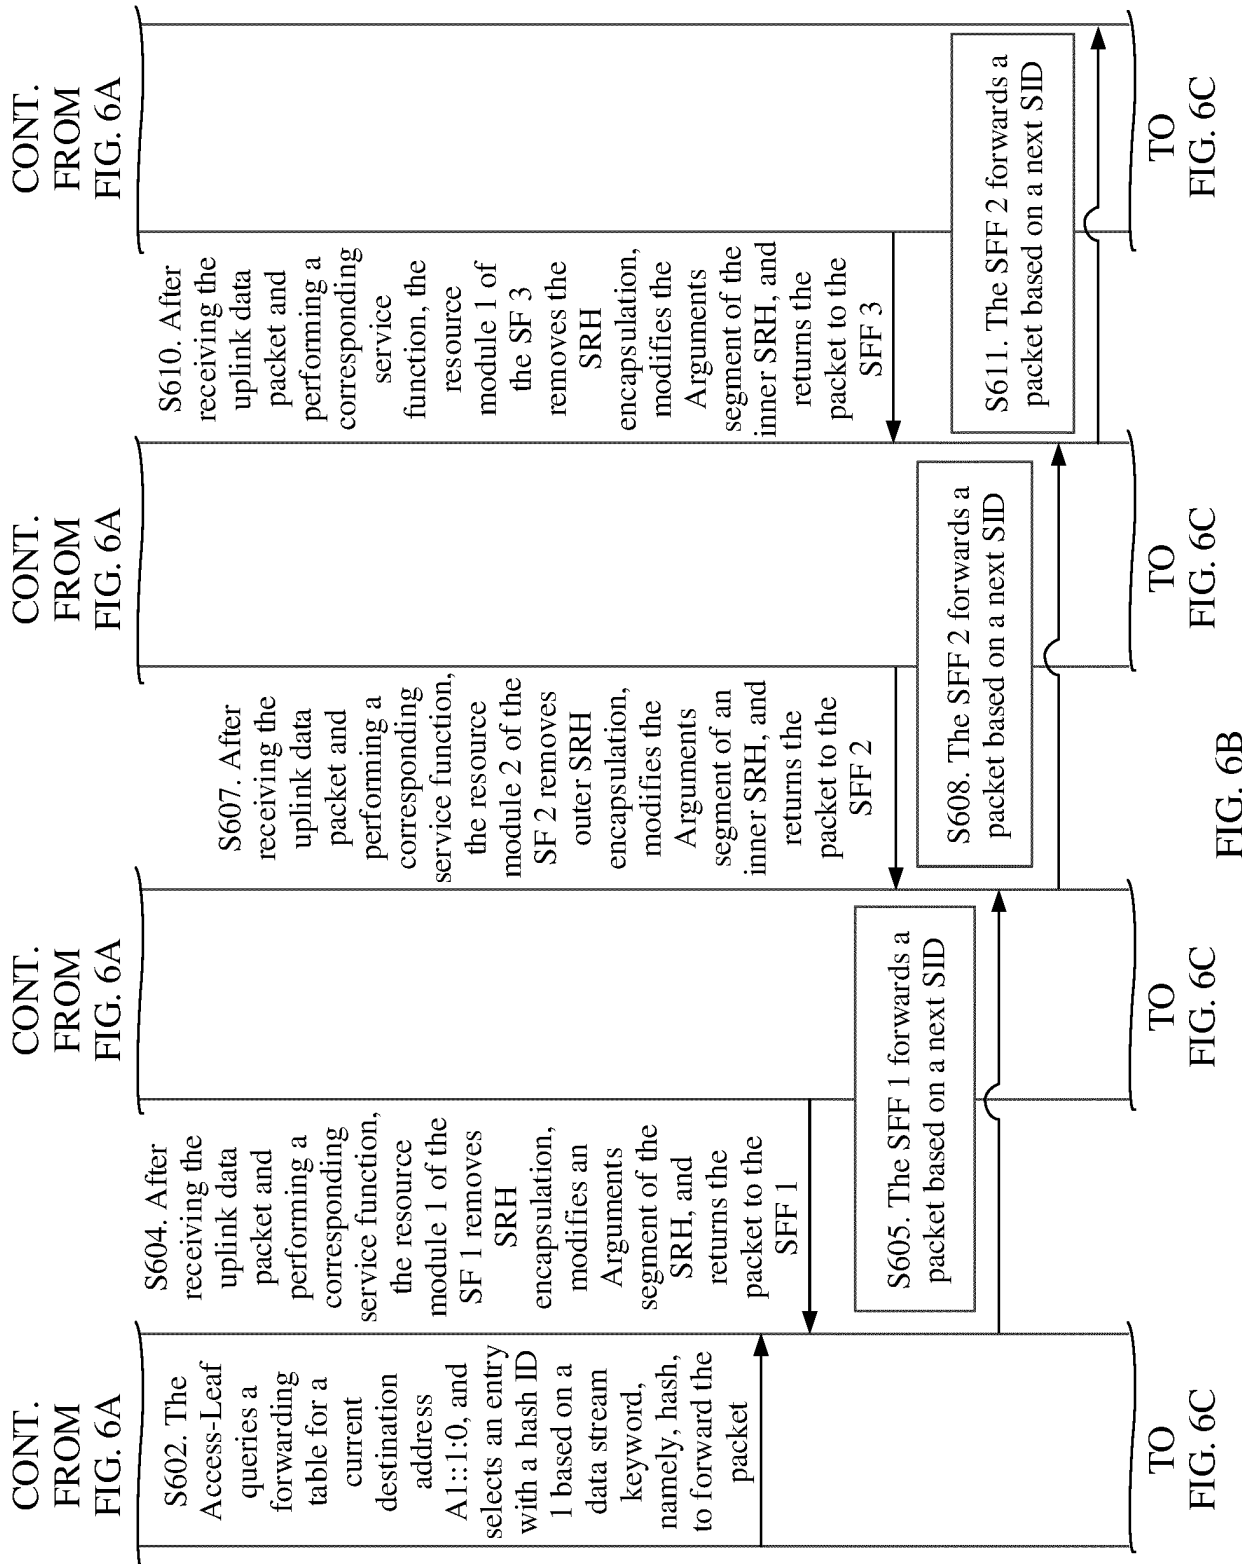 CONT.
FROM
FIG. 6A
CONT.
FROM
FIG. 6A
CONT.
FROM
FIG. 6A
CONT.
FROM
FIG. 6A
S602. The
Access-Leaf
queries a
forwarding
table for a
current
destination
address
A1::1:0, and
selects an entry
with a hash ID
1 based on a
data stream
keyword,
namely, hash,
to forward the
packet
S604. After
receiving the
uplink data
packet and
performing a
corresponding
service function,
the resource
module 1 of the
SF 1 removes
SRH
encapsulation,
modifies an
Arguments
segment of the
SRH, and
returns the
packet to the
SFF 1
S605. The SFF 1 forwards a
packet based on a next SID
S607. After
receiving the
uplink data
packet and
performing a
corresponding
service function,
the resource
module 2 of the
SF 2 removes
outer SRH
encapsulation,
modifies the
Arguments
segment of an
inner SRH, and
returns the
packet to the
SFF 2
S608. The SFF 2 forwards a
packet based on a next SID
S610. After
receiving the
uplink data
packet and
performing a
corresponding
service
function, the
resource
module 1 of
the SF 3
removes the
SRH
encapsulation,
modifies the
Arguments
segment of the
inner SRH, and
returns the
packet to the
SFF 3
S611. The SFF 2 forwards a
packet based on a next SID
TO
FIG. 6C
TO
FIG. 6C
TO
FIG. 6C
TO
FIG. 6C
FIG. 6B